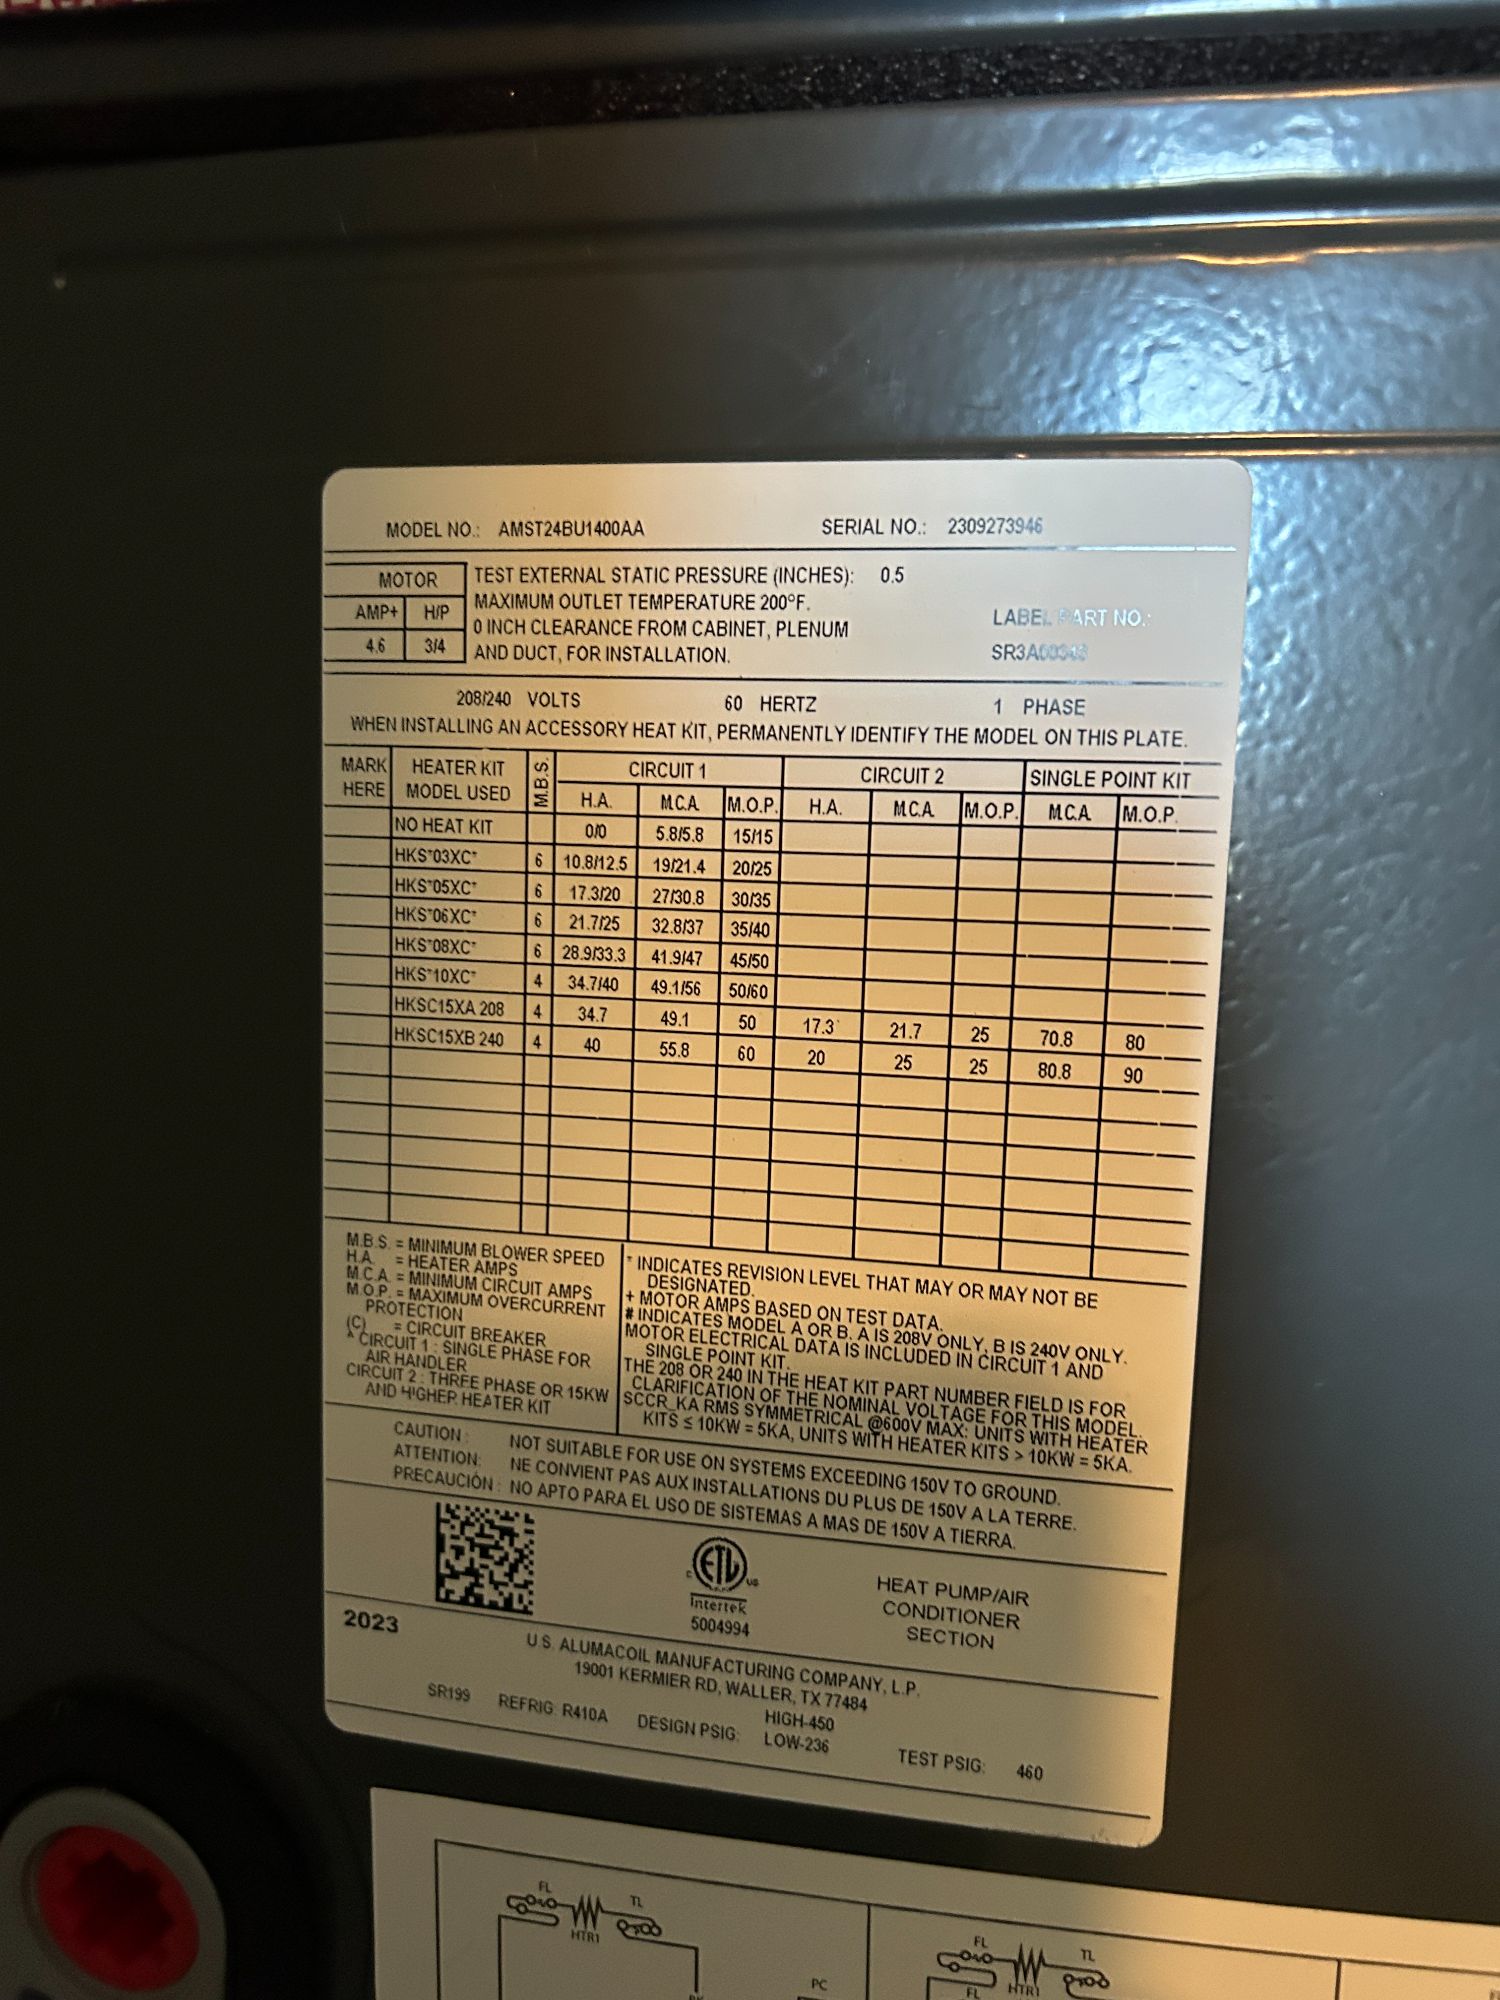 MODEL NO.: AMST24BU1400AA SERIAL NO.: 2309273946
MOTOR
AMP+ H/P
4.6 3/4
TEST EXTERNAL STATIC PRESSURE (INCHES): 0.5
MAXIMUM OUTLET TEMPERATURE 200°F.
0 INCH CLEARANCE FROM CABINET, PLENUM
AND DUCT, FOR INSTALLATION.
LABEL PART NO.:
208/240 VOLTS 60 HERTZ 1 PHASE
WHEN INSTALLING AN ACCESSORY HEAT KIT, PERMANENTLY IDENTIFY THE MODEL ON THIS PLATE.
MARK HERE HEATER KIT MODEL USED M.B.S. CIRCUIT 1 CIRCUIT 2 SINGLE POINT KIT
H.A. M.C.A. M.O.P. H.A. M.C.A. M.O.P. M.C.A. M.O.P.
NO HEAT KIT 0/0 5.8/5.8 15/15
HKS*03XC* 6 10.8/12.5 19/21.4 20/25
HKS*05XC* 6 17.3/20 27/30.8 30/35
HKS*06XC* 6 21.7/25 32.8/37 35/40
HKS*08XC* 6 28.9/33.3 41.9/47 45/50
HKS*10XC* 4 34.7/40 49.1/56 50/60
HKSC15XA 208 4 34.7 49.1 50 17.3 21.7 25 70.8 80
HKSC15XB 240 4 40 55.8 60 20 25 25 80.8 90
M.B.S. = MINIMUM BLOWER SPEED
H.A. = HEATER AMPS
M.C.A. = MINIMUM CIRCUIT AMPS
M.O.P. = MAXIMUM OVERCURRENT
PROTECTION
(C) = CIRCUIT BREAKER
^ CIRCUIT 1 : SINGLE PHASE FOR
AIR HANDLER
CIRCUIT 2 : THREE PHASE OR 15KW
AND HIGHER HEATER KIT
* INDICATES REVISION LEVEL THAT MAY OR MAY NOT BE
DESIGNATED.
+ MOTOR AMPS BASED ON TEST DATA.
# INDICATES MODEL A OR B. A IS 208V ONLY, B IS 240V ONLY.
MOTOR ELECTRICAL DATA IS INCLUDED IN CIRCUIT 1 AND
SINGLE POINT KIT.
THE 208 OR 240 IN THE HEAT KIT PART NUMBER FIELD IS FOR
CLARIFICATION OF THE NOMINAL VOLTAGE FOR THIS MODEL.
SCCR_KA RMS SYMMETRICAL @600V MAX: UNITS WITH HEATER
KITS ≤ 10KW = 5KA, UNITS WITH HEATER KITS > 10KW = 5KA.
CAUTION : NOT SUITABLE FOR USE ON SYSTEMS EXCEEDING 150V TO GROUND.
ATTENTION: NE CONVIENT PAS AUX INSTALLATIONS DU PLUS DE 150V A LA TERRE.
PRECAUCIÓN : NO APTO PARA EL USO DE SISTEMAS A MAS DE 150V A TIERRA.
C ETL US
Intertek
5004994
HEAT PUMP/AIR
CONDITIONER
SECTION
2023
U.S. ALUMACOIL MANUFACTURING COMPANY, L.P.
19001 KERMIER RD, WALLER, TX 77484
SR199 REFRIG: R410A DESIGN PSIG: HIGH-450
LOW-236
TEST PSIG: 460
FL TL
HTR1
PC
FL TL
HTR1
FL